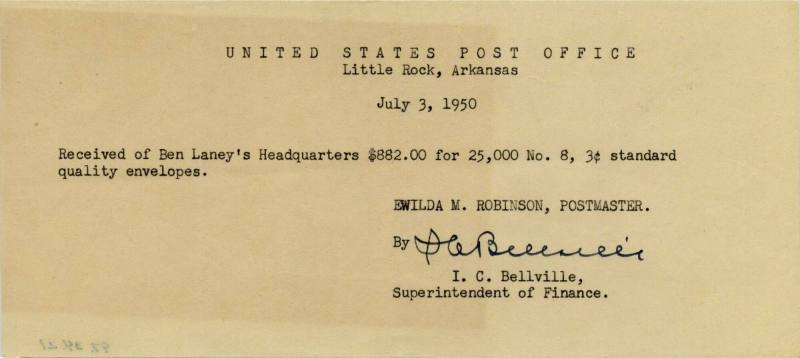 UNITED STATES POST OFFICE
Little Rock, Arkansas
July 3, 1950
Received of Ben Laney's Headquarters $882.00 for 25,000 No. 8, 3¢ standard
quality envelopes.
EWILDA M. ROBINSON, POSTMASTER.
By I C Bellville
I. C. Bellville,
Superintendent of Finance.